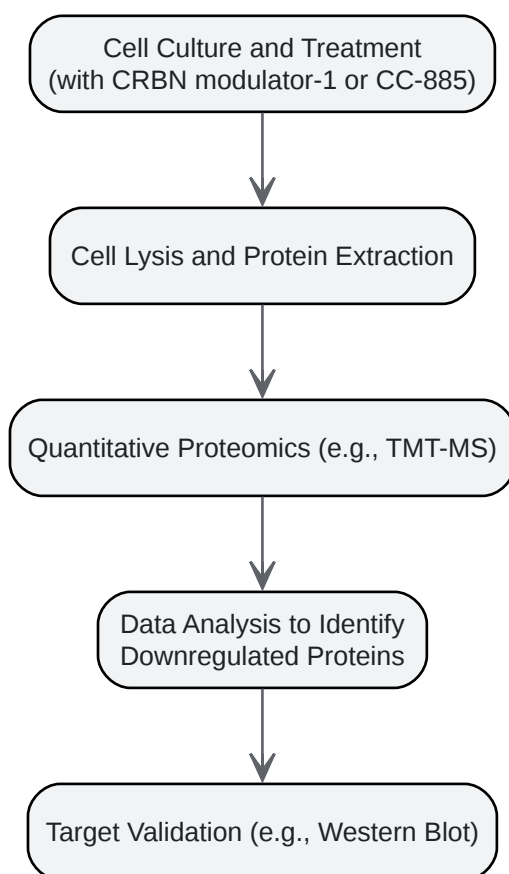 Cell Culture and Treatment
(with CRBN modulator-1 or CC-885)
Cell Lysis and Protein Extraction
Quantitative Proteomics (e.g., TMT-MS)
Data Analysis to Identify
Downregulated Proteins
Target Validation (e.g., Western Blot)